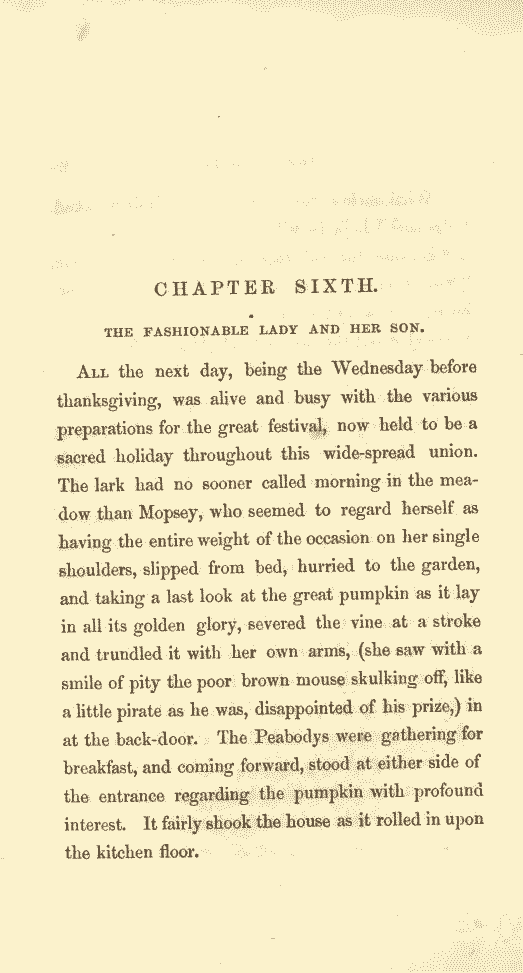 CHAPTER SIXTH.
THE FASHIONABLE LADY AND HER SON.
ALL the next day, being the Wednesday before
thanksgiving, was alive and busy with the various
preparations for the great festival, now held to be a
sacred holiday throughout this wide-spread union.
The lark had no sooner called morning in the mea-
dow than Mopsey, who seemed to regard herself as
having the entire weight of the occasion on her single
shoulders, slipped from bed, hurried to the garden,
and taking a last look at the great pumpkin as it lay
in all its golden glory, severed the vine at a stroke
and trundled it with her own arms, (she saw with a
smile of pity the poor brown mouse skulking off, like
a little pirate as he was, disappointed of his prize,) in
at the back-door. The Peabodys were gathering for
breakfast, and coming forward, stood at either side of
the entrance regarding the pumpkin with profound
interest. It fairly shook the house as it rolled in upon
the kitchen floor.